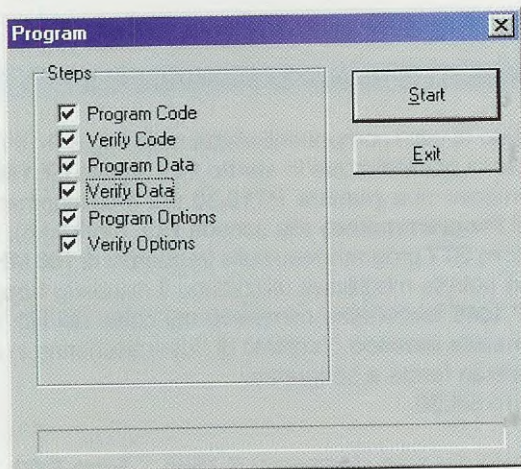 Program
Steps
Program Code
Verify Code
Program Data
Verify Data
Program Options
Verify Options
Start
Exit